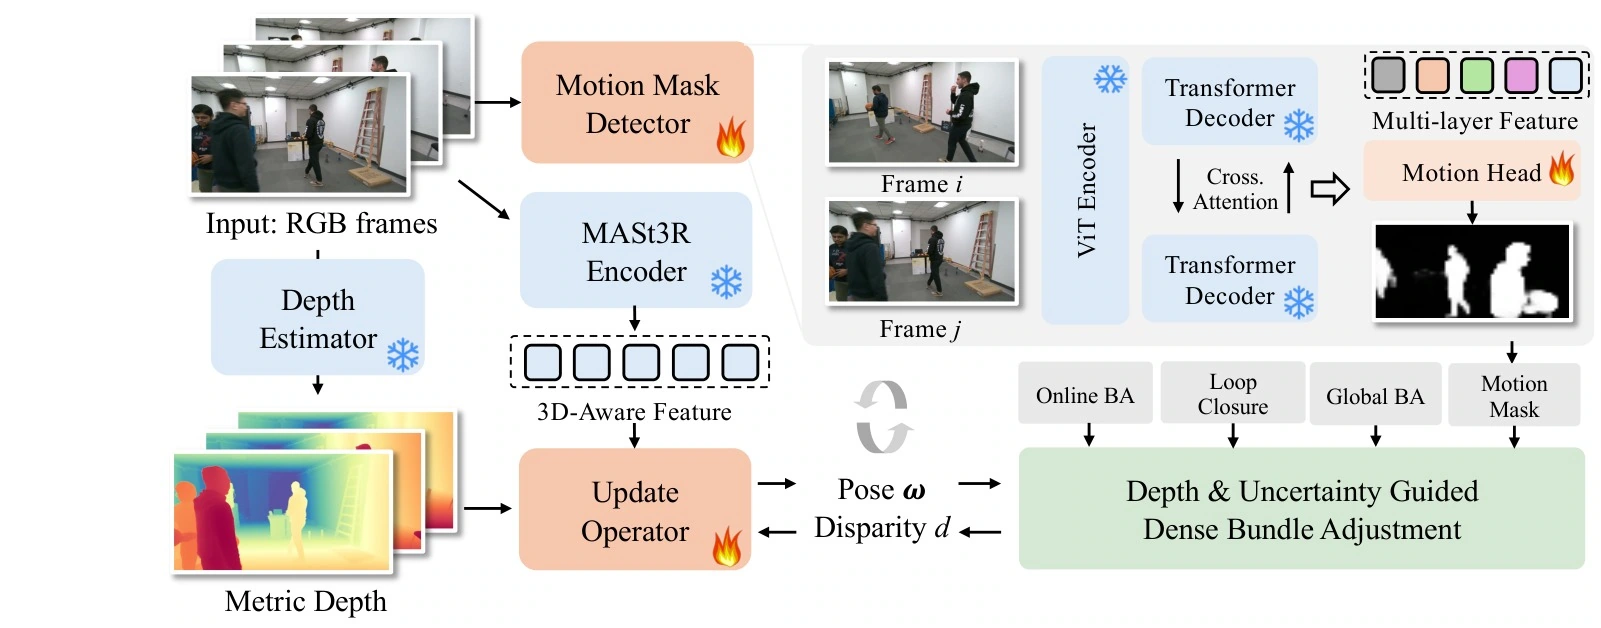 Input: RGB frames
Depth
Estimator
Metric Depth
Motion Mask
Detector
MASt3R
Encoder
3D-Aware Feature
Update
Operator
Pose ω
Disparity d
Frame i
Frame j
ViT Encoder
Transformer
Decoder
Cross.
Attention
Transformer
Decoder
Multi-layer Feature
Motion Head
Online BA
Loop
Closure
Global BA
Motion
Mask
Depth & Uncertainty Guided
Dense Bundle Adjustment